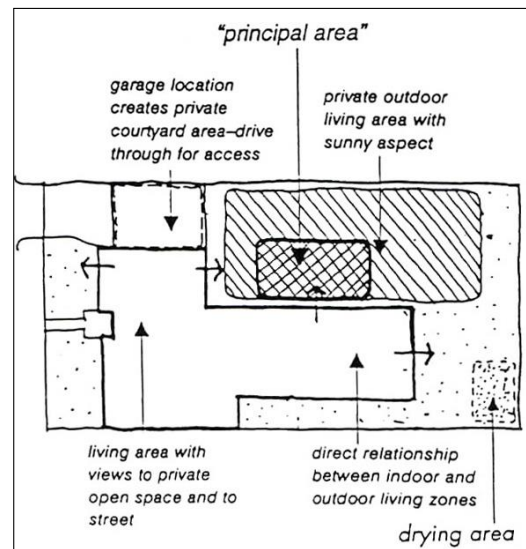 "principal area"
garage location
creates private
courtyard area–drive
through for access
private outdoor
living area with
sunny aspect
living area with
views to private
open space and to
street
direct relationship
between indoor and
outdoor living zones
drying area